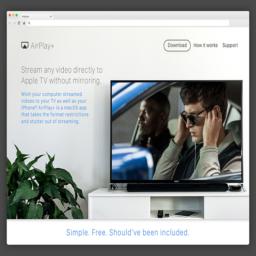 AirPlay+
Download
How it works
Support
Stream any video directly to
Apple TV without mirroring.
Wish your computer streamed
videos to your TV as well as your
iPhone? AirPlay+ is a macOS app
that takes the format restrictions
and stutter out of streaming.
Simple. Free. Should've been included.